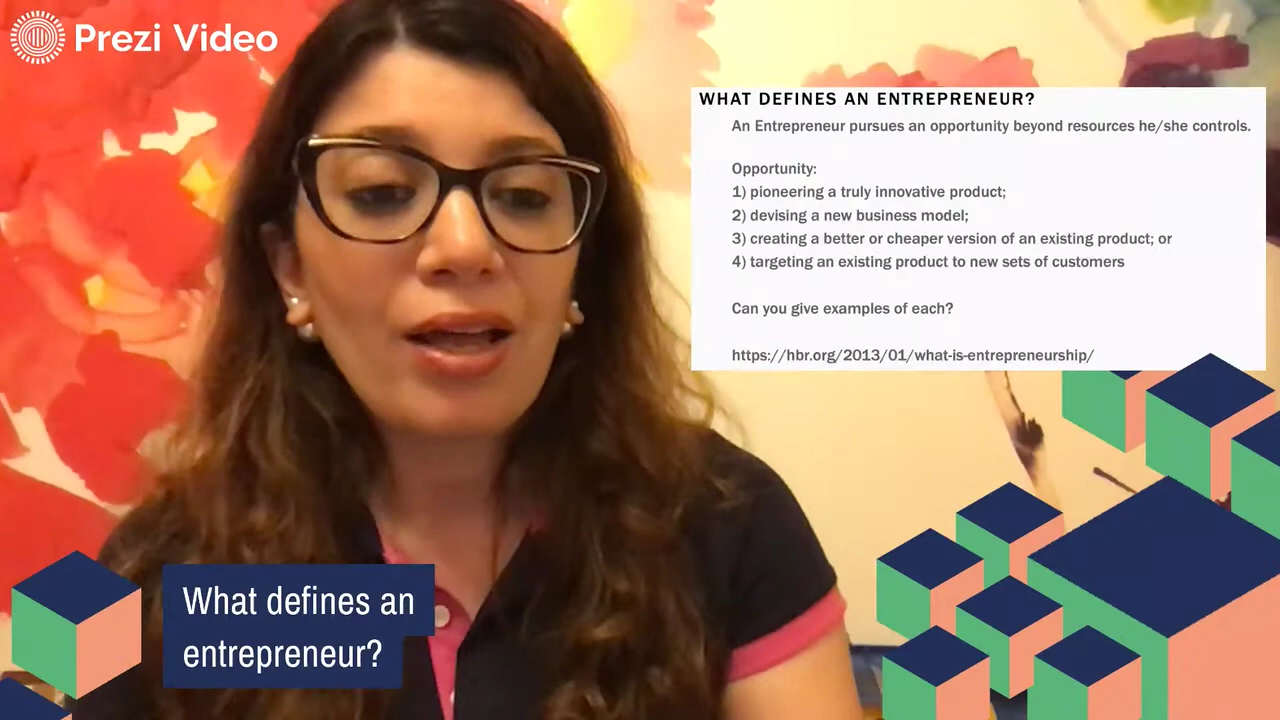 Prezi Video
WHAT DEFINES AN ENTREPRENEUR?
An Entrepreneur pursues an opportunity beyond resources he/she controls.
Opportunity:
1) pioneering a truly innovative product;
2) devising a new business model;
3) creating a better or cheaper version of an existing product; or
4) targeting an existing product to new sets of customers
Can you give examples of each?
https://hbr.org/2013/01/what-is-entrepreneurship/
What defines an
entrepreneur?